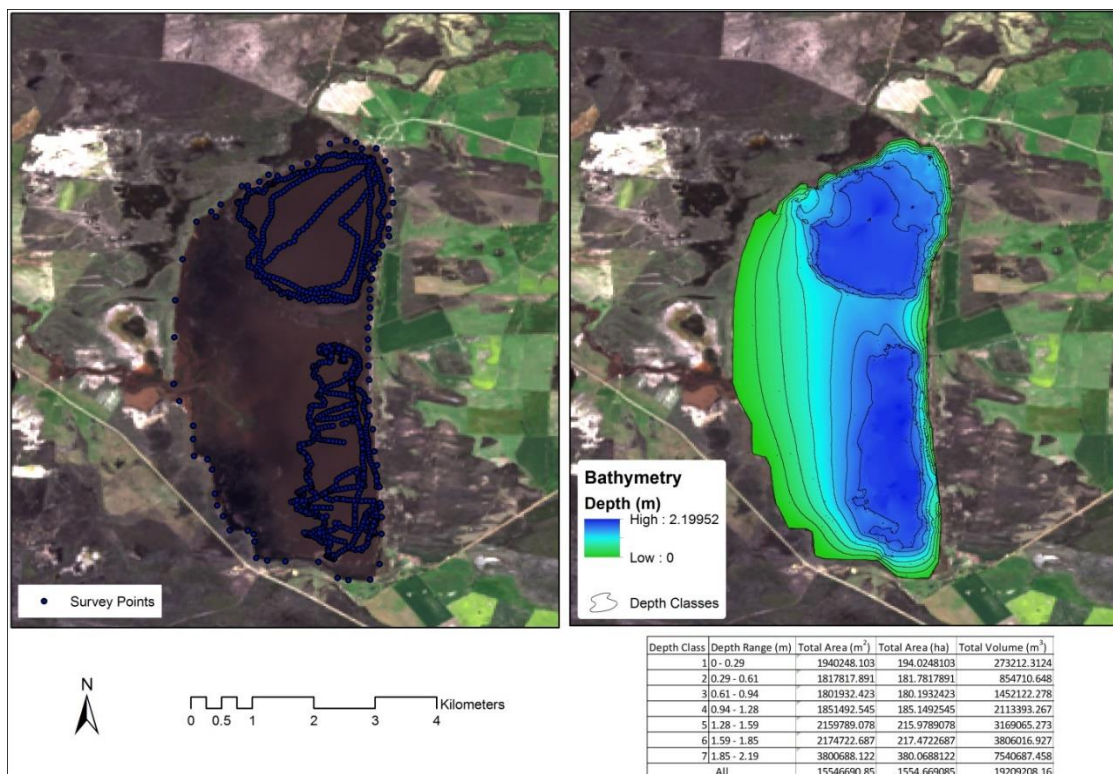 Survey Points
Bathymetry
Depth (m)
High : 2.19952
Low : 0
Depth Classes
N
0 0.5 1 2 3 4
Kilometers
Depth Class Depth Range (m) Total Area (m²) Total Area (ha) Total Volume (m³)
1 0 - 0.29 1940248.103 194.0248103 273212.3124
2 0.29 - 0.61 1817817.891 181.7817891 854710.648
3 0.61 - 0.94 1801932.423 180.1932423 1452122.278
4 0.94 - 1.28 1851492.545 185.1492545 2113393.267
5 1.28 - 1.59 2159789.078 215.9789078 3169065.273
6 1.59 - 1.85 2174722.687 217.4722687 3806016.927
7 1.85 - 2.19 3800688.122 380.0688122 7540687.458
All 15546690.85 1554.669085 19209208.16